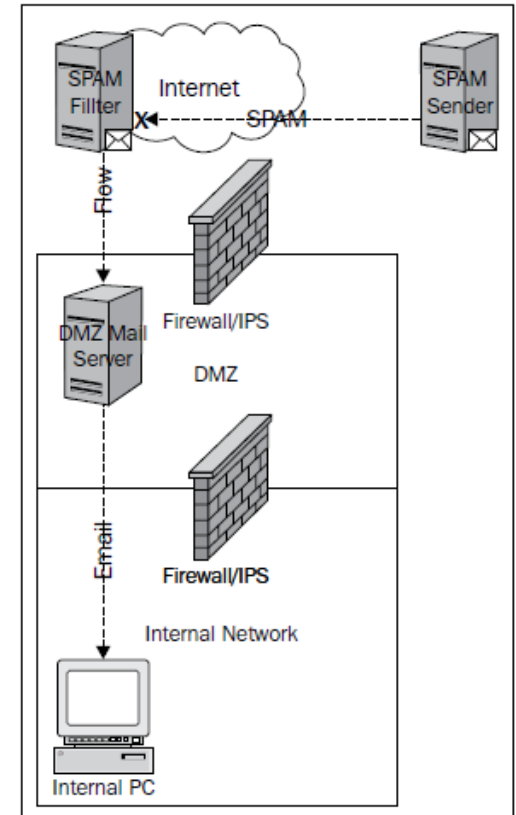 SPAM
Fillter
Internet
X
SPAM
SPAM
Sender
Flow
Firewall/IPS
DMZ Mail
Server
DMZ
Email
Firewall/IPS
Internal Network
Internal PC